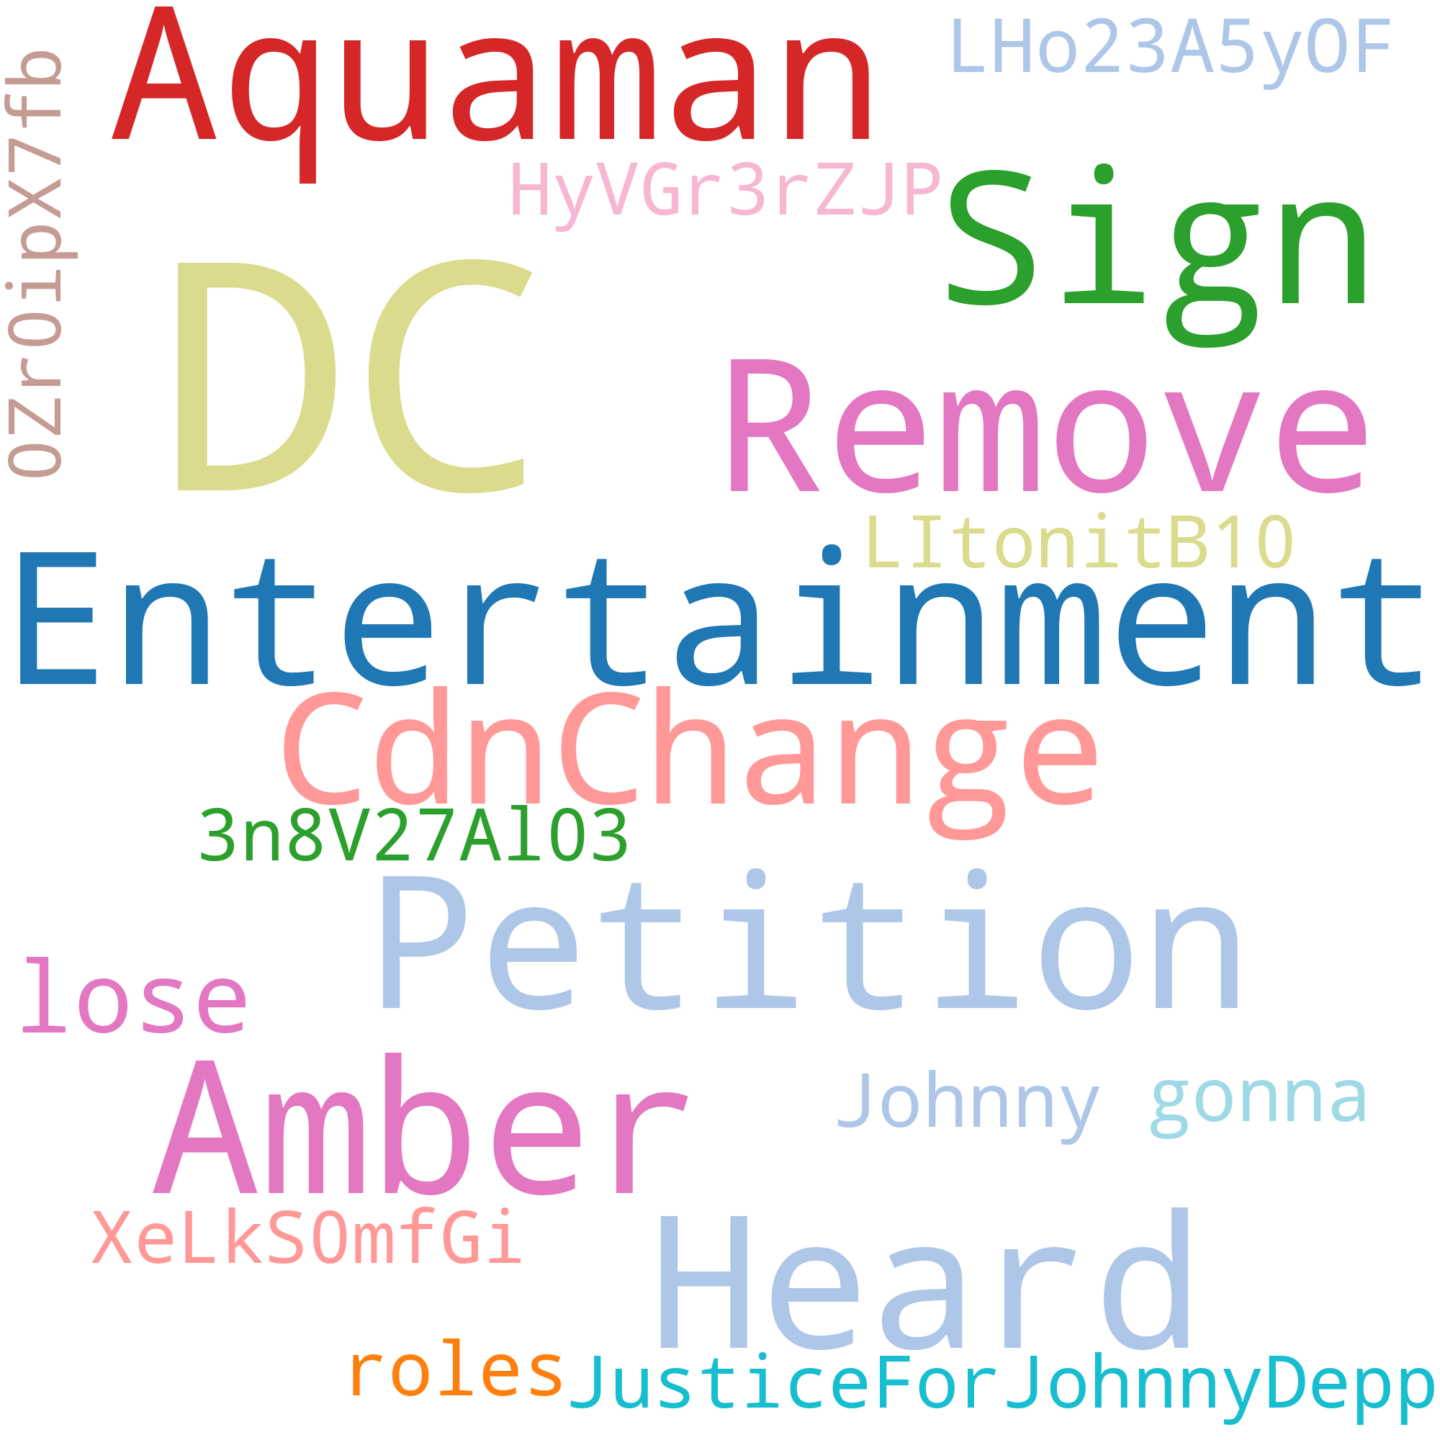 Aquaman
LHo23A5yOF
0Zr0ipX7fb
HyVGr3rZJP
Sign
DC
Remove
LItonitB10
Entertainment
CdnChange
3n8V27Al03
Petition
lose
Amber
Johnny
gonna
XeLkS0mfGi
Heard
roles
JusticeForJohnnyDepp